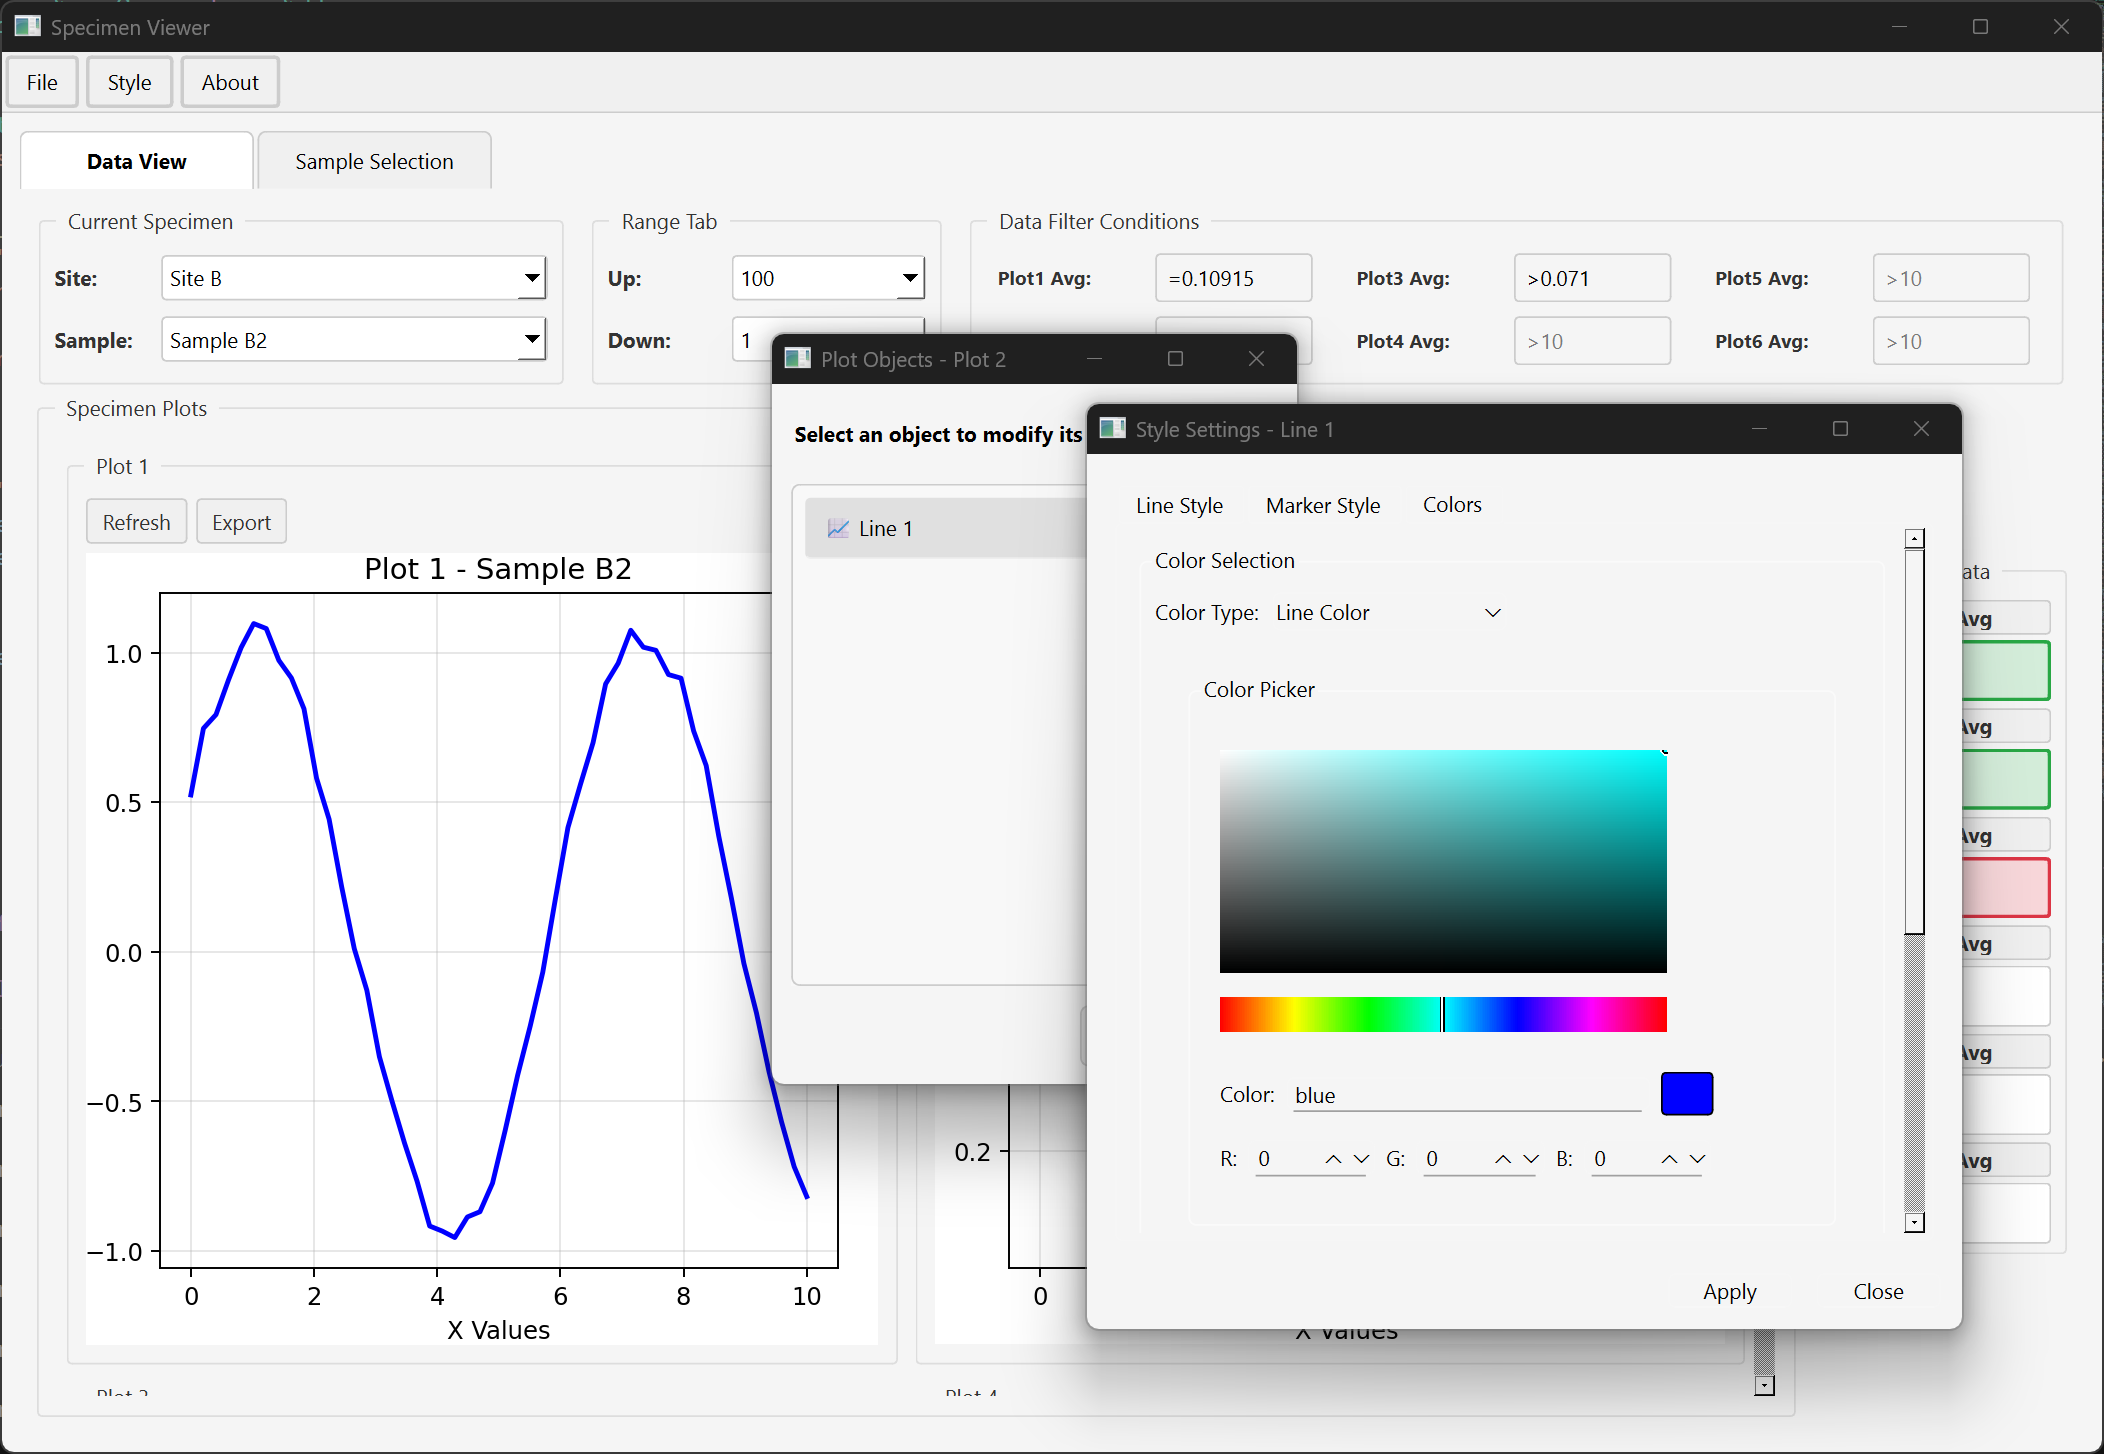 Specimen Viewer
File
Style
About
Data View
Sample Selection
Current Specimen
Site:
Site B
Sample:
Sample B2
Range Tab
Up:
100
Down:
1
Data Filter Conditions
Plot1 Avg:
=0.10915
Plot3 Avg:
>0.071
Plot5 Avg:
>10
Plot4 Avg:
>10
Plot6 Avg:
>10
Specimen Plots
Plot 1
Refresh
Export
Plot 1 - Sample B2
1.0
0.5
0.0
−0.5
−1.0
0 2 4 6 8 10
X Values
Plot Objects - Plot 2
Select an object to modify its
Line 1
0.2
0
X Values
Plot 4
Style Settings - Line 1
Line Style
Marker Style
Colors
Color Selection
Color Type: Line Color
Color Picker
Color: blue
R: 0 G: 0 B: 0
Apply
Close
Avg
Avg
Avg
Avg
Avg
Avg